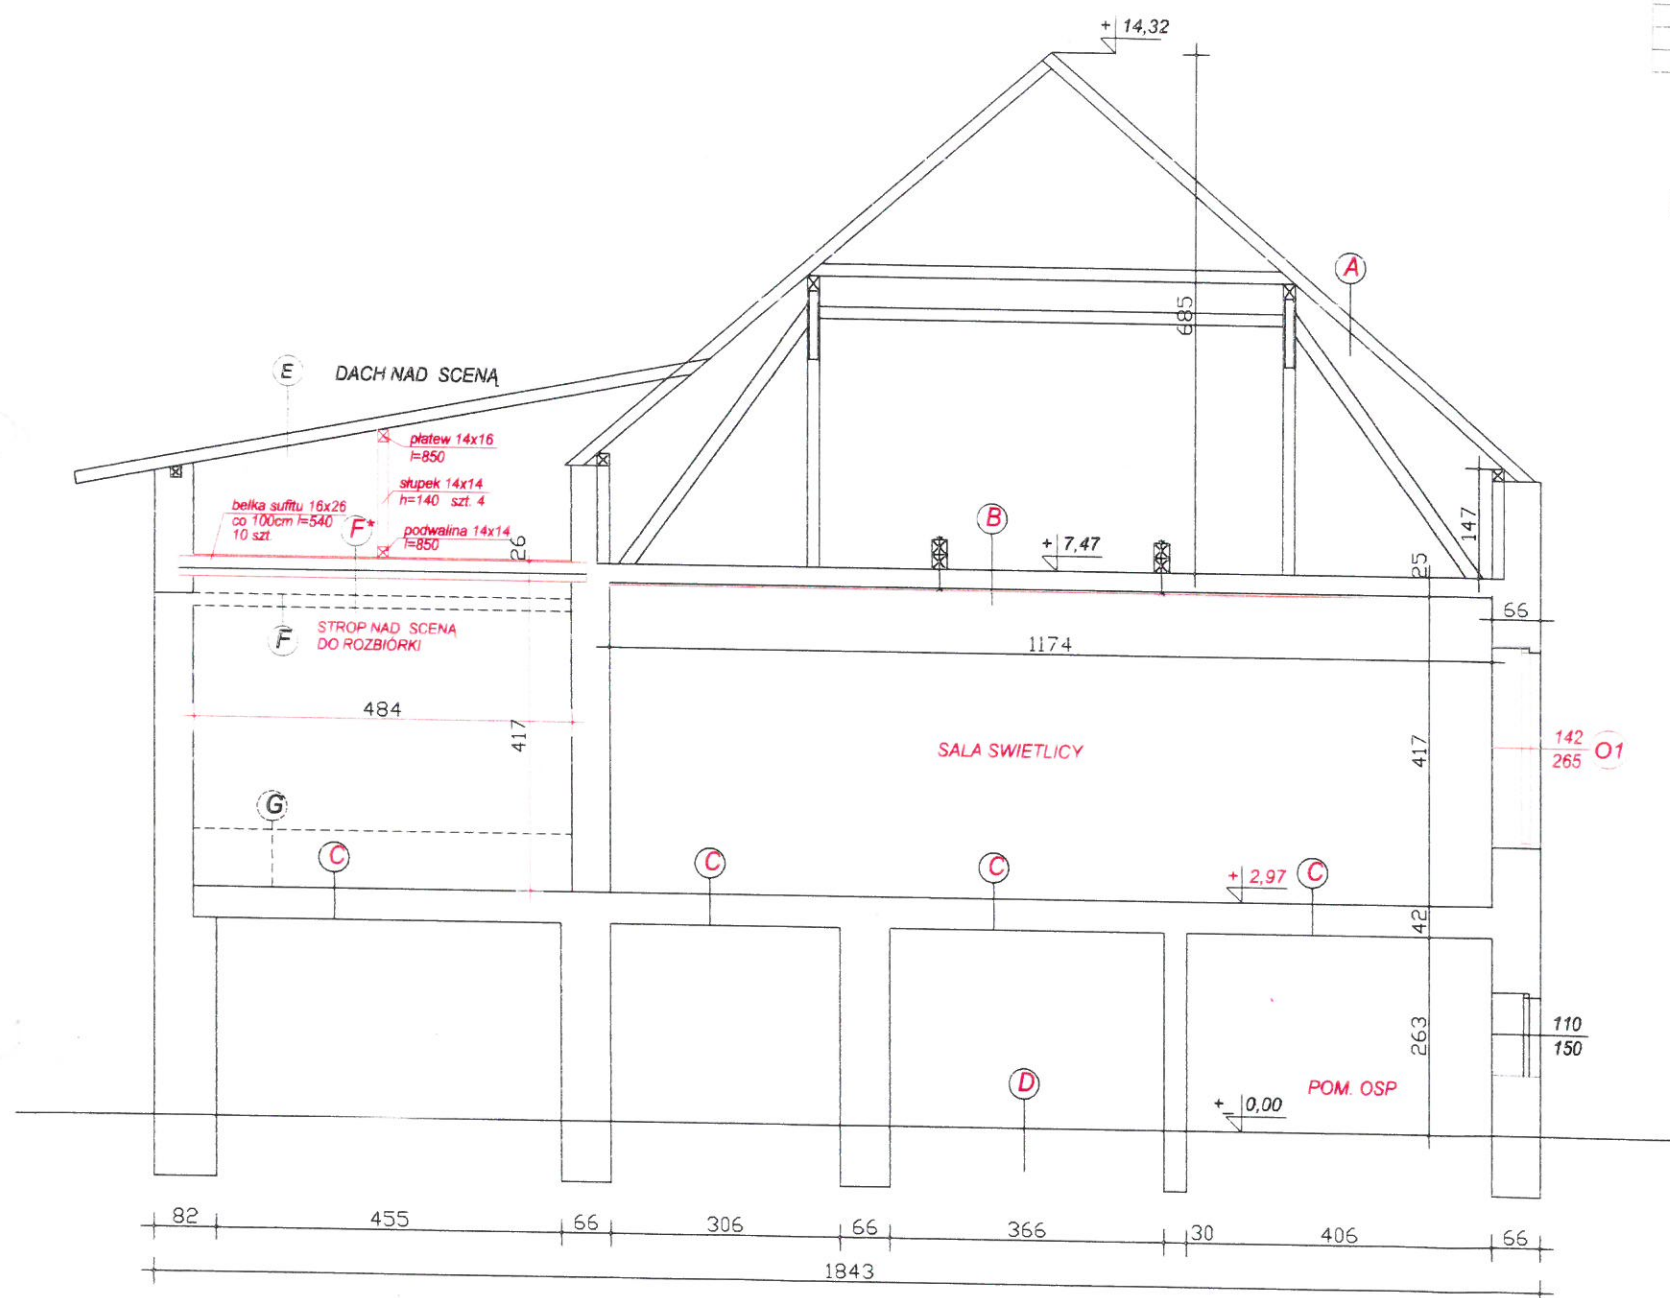 + 14,32
A
685
E
DACH NAD SCENĄ
płatew 14x16
l=850
słupek 14x14
h=140 szt. 4
belka sufitu 16x26
co 100cm l=540
10 szt
F*
podwalina 14x14
l=850
26
B
+ 7,47
147
25
66
F
STROP NAD SCENĄ
DO ROZBIÓRKI
1174
484
417
SALA SWIETLICY
417
142
265
O1
G
C
C
C
+ 2,97
C
42
263
110
150
D
POM. OSP
+ 0,00
82
455
66
306
66
366
30
406
66
1843